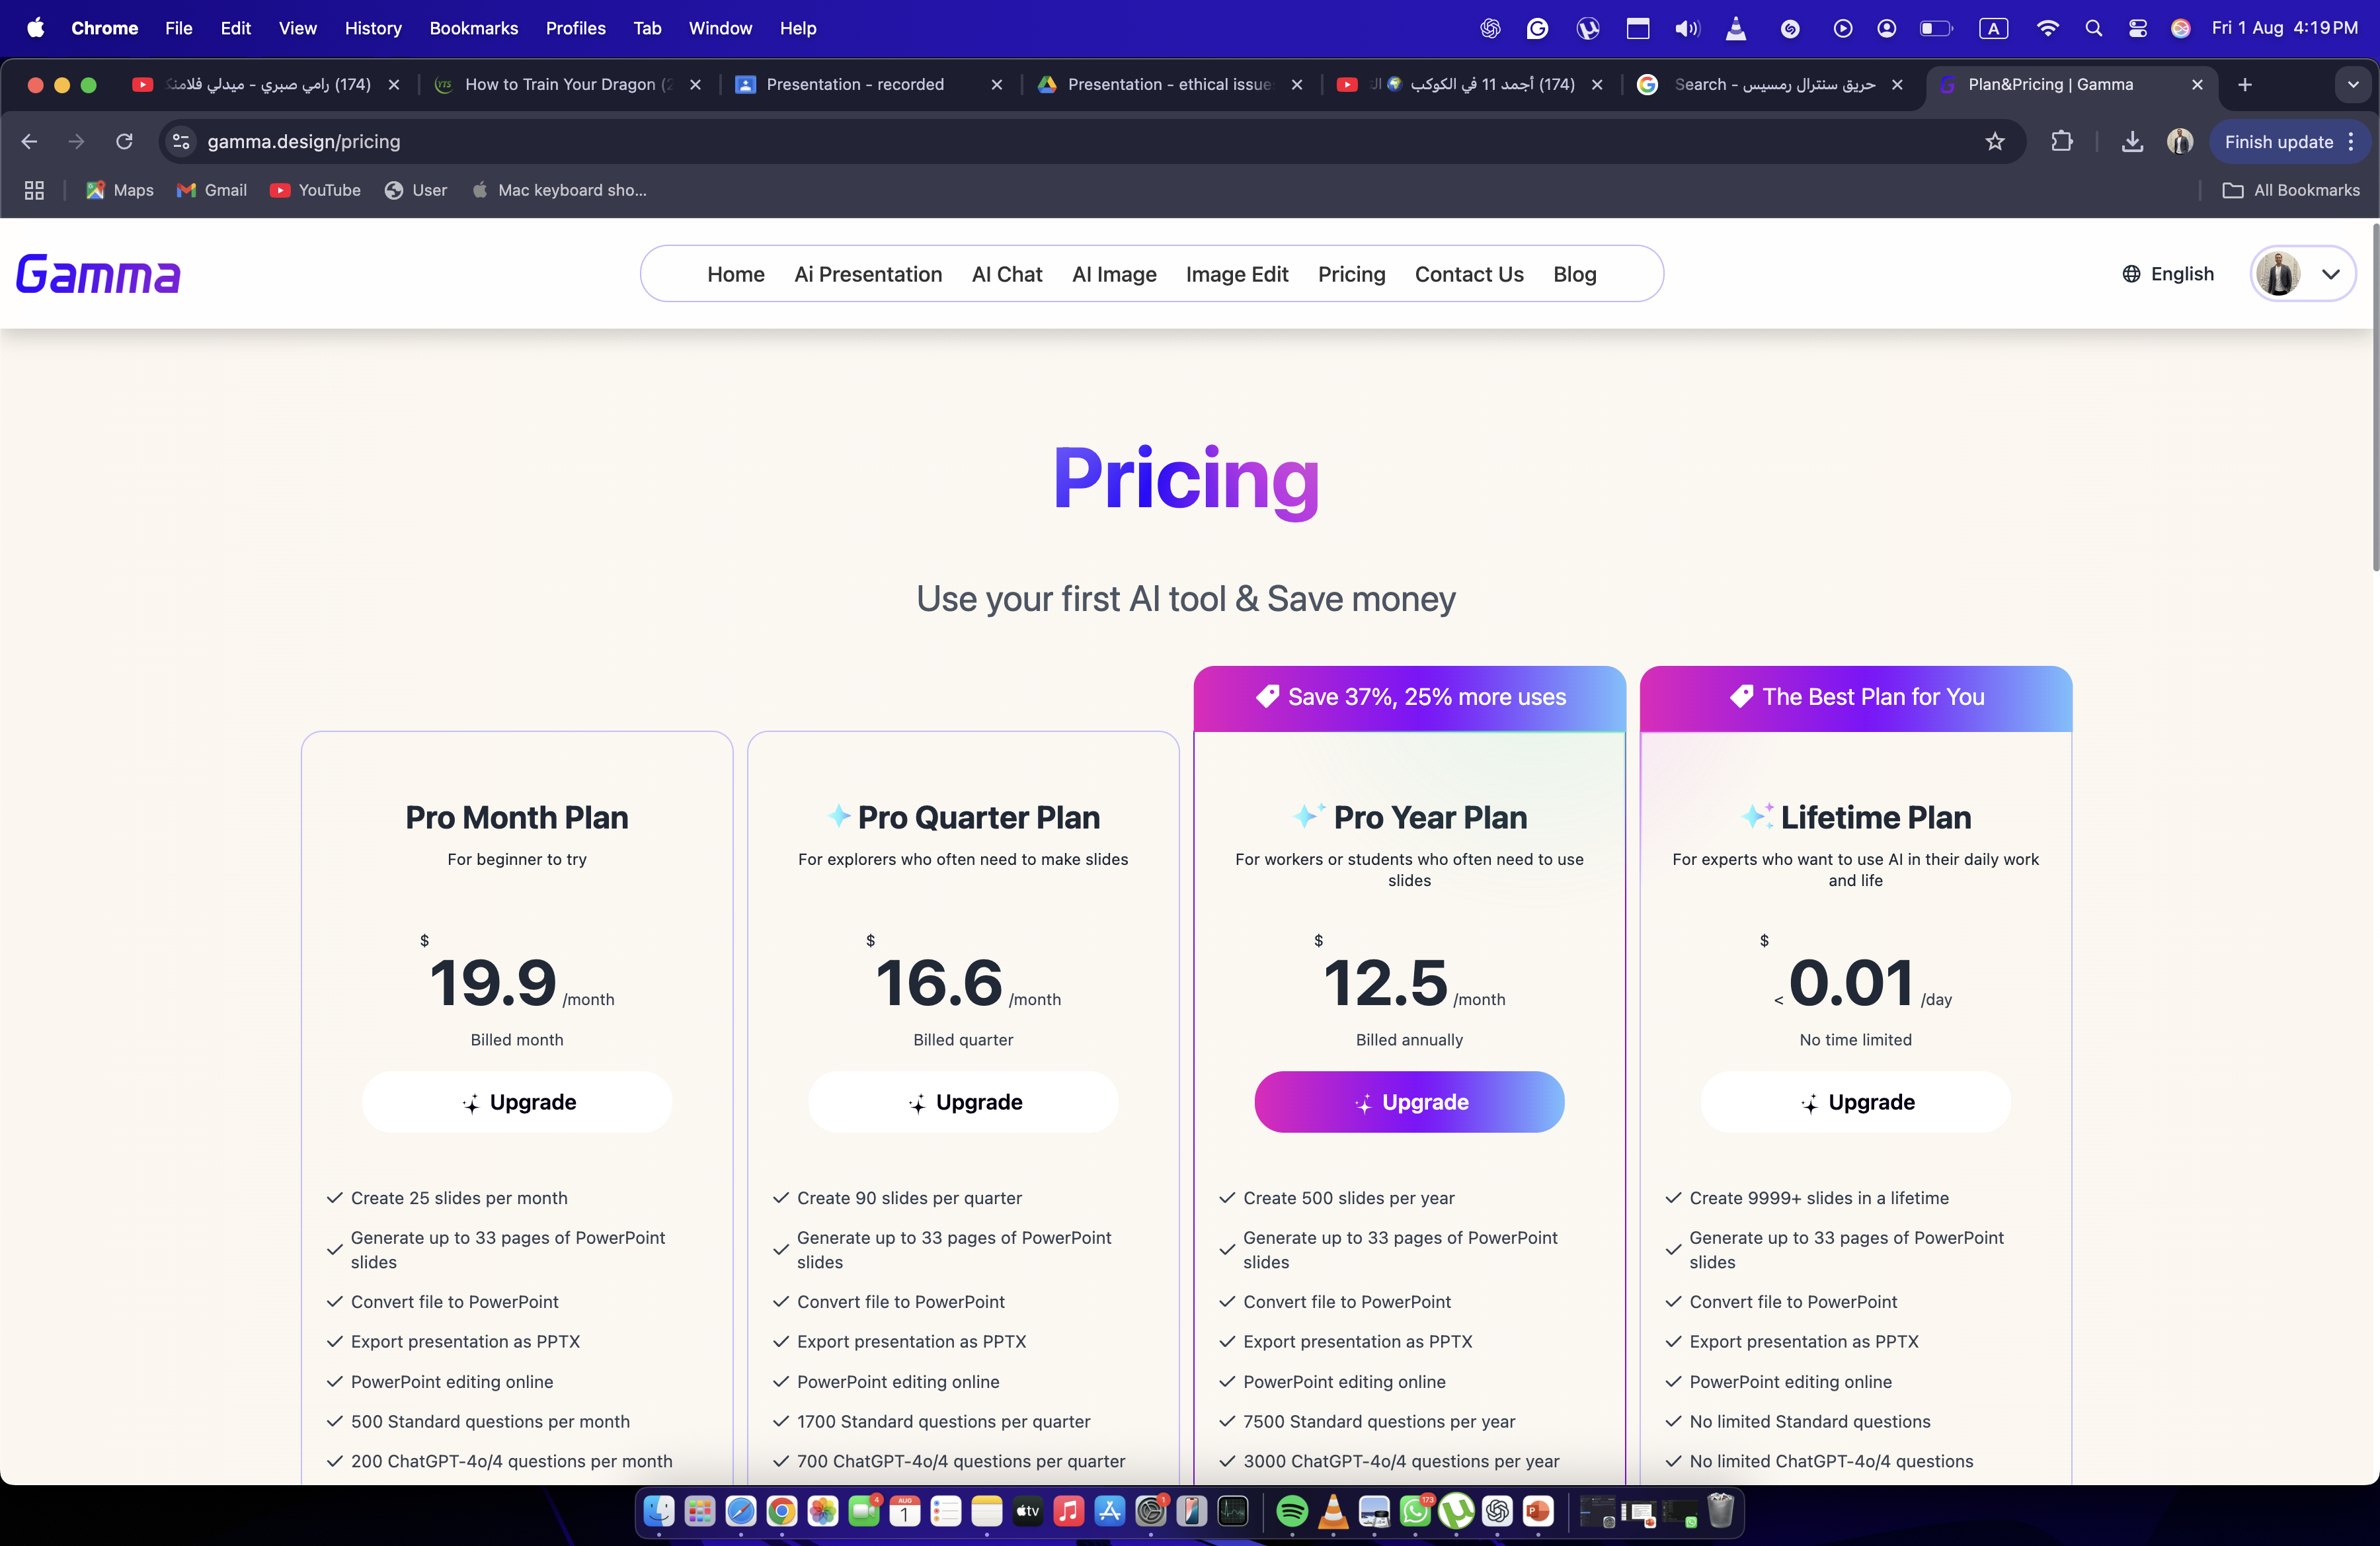 Chrome File Edit View History Bookmarks Profiles Tab Window Help
A Fri 1 Aug 4:19 PM
(174) رامي صبري - ميدلي فلامنك
How to Train Your Dragon (2
Presentation - recorded
Presentation - ethical issue
(174) أجمد 11 في الكوكب 🌍 ال
حريق سنترال رمسيس - Search
Plan&Pricing | Gamma
gamma.design/pricing
Finish update
Maps Gmail YouTube User Mac keyboard sho... All Bookmarks
Gamma
Home Ai Presentation AI Chat AI Image Image Edit Pricing Contact Us Blog
English
Pricing
Use your first AI tool & Save money
Pro Month Plan
For beginner to try
$
19.9 /month
Billed month
Upgrade
Create 25 slides per month
Generate up to 33 pages of PowerPoint
slides
Convert file to PowerPoint
Export presentation as PPTX
PowerPoint editing online
500 Standard questions per month
200 ChatGPT-4o/4 questions per month
Pro Quarter Plan
For explorers who often need to make slides
$
16.6 /month
Billed quarter
Upgrade
Create 90 slides per quarter
Generate up to 33 pages of PowerPoint
slides
Convert file to PowerPoint
Export presentation as PPTX
PowerPoint editing online
1700 Standard questions per quarter
700 ChatGPT-4o/4 questions per quarter
Save 37%, 25% more uses
Pro Year Plan
For workers or students who often need to use
slides
$
12.5 /month
Billed annually
Upgrade
Create 500 slides per year
Generate up to 33 pages of PowerPoint
slides
Convert file to PowerPoint
Export presentation as PPTX
PowerPoint editing online
7500 Standard questions per year
3000 ChatGPT-4o/4 questions per year
The Best Plan for You
Lifetime Plan
For experts who want to use AI in their daily work
and life
$
< 0.01 /day
No time limited
Upgrade
Create 9999+ slides in a lifetime
Generate up to 33 pages of PowerPoint
slides
Convert file to PowerPoint
Export presentation as PPTX
PowerPoint editing online
No limited Standard questions
No limited ChatGPT-4o/4 questions
4
AUG
1
tv
1
173